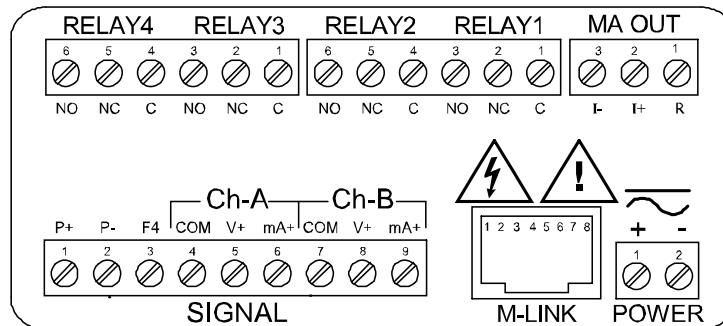 RELAY4 RELAY3 RELAY2 RELAY1 MA OUT
6 5 4 3 2 1 6 5 4 3 2 1 3 2 1
NO NC C NO NC C NO NC C NO NC C I- I+ R
Ch-A Ch-B
P+ P- F4 COM V+ mA+ COM V+ mA+
1 2 3 4 5 6 7 8 9
SIGNAL
!
1 2 3 4 5 6 7 8
M-LINK
+ -
1 2
POWER